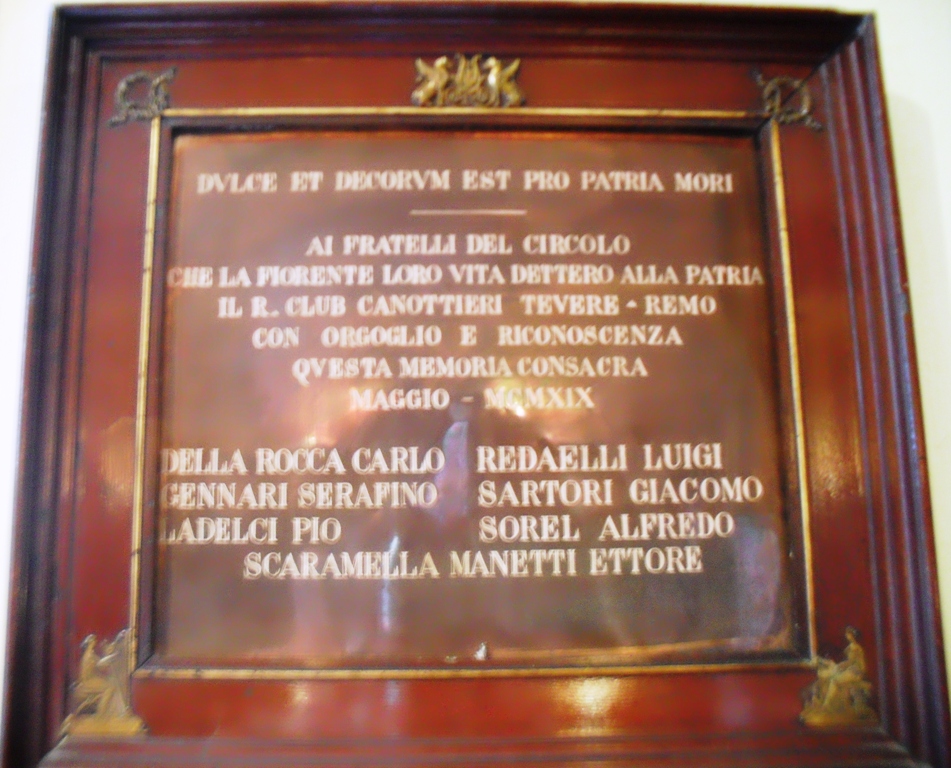 DVLCE ET DECORVM EST PRO PATRIA MORI
AI FRATELLI DEL CIRCOLO
CHE LA FIORENTE LORO VITA DETTERO ALLA PATRIA
IL R. CLUB CANOTTIERI TEVERE - REMO
CON ORGOGLIO E RICONOSCENZA
QVESTA MEMORIA CONSACRA
MAGGIO - MCMXIX
DELLA ROCCA CARLO REDAELLI LUIGI
GENNARI SERAFINO SARTORI GIACOMO
LADELCI PIO SOREL ALFREDO
SCARAMELLA MANETTI ETTORE